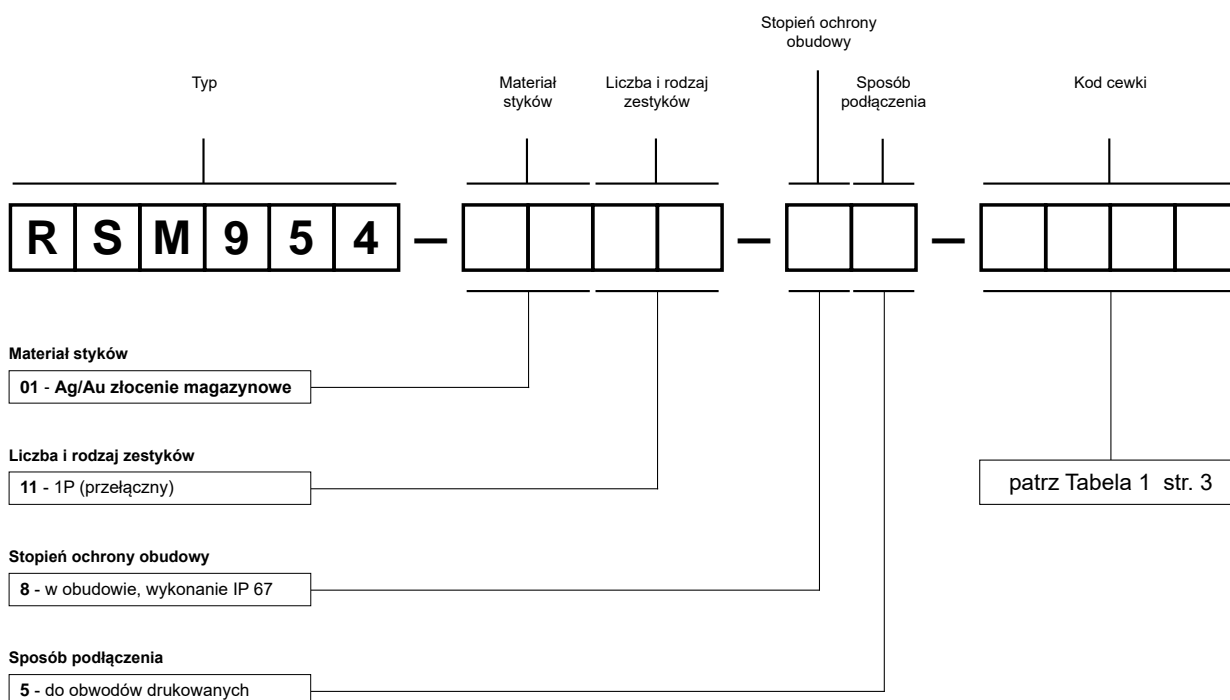 Stopień ochrony
obudowy
Typ
Materiał
styków
Liczba i rodzaj
zestyków
Sposób
podłączenia
Kod cewki
R S M 9 5 4 – –  –
Materiał styków
01 - Ag/Au złocenie magazynowe
Liczba i rodzaj zestyków
11 - 1P (przełączny)
patrz Tabela 1 str. 3
Stopień ochrony obudowy
8 - w obudowie, wykonanie IP 67
Sposób podłączenia
5 - do obwodów drukowanych